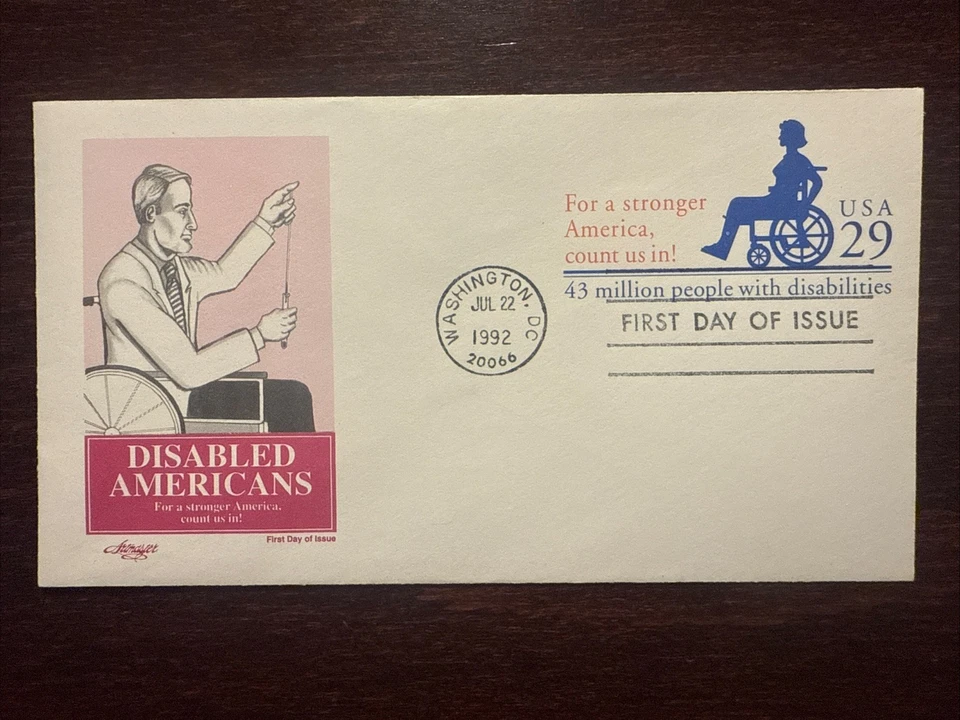 For a stronger
America,
count us in!
USA
29
43 million people with disabilities
WASHINGTON, DC
JUL 22
1992
20066
FIRST DAY OF ISSUE
DISABLED
AMERICANS
For a stronger America,
count us in!
First Day of Issue
Artmaster